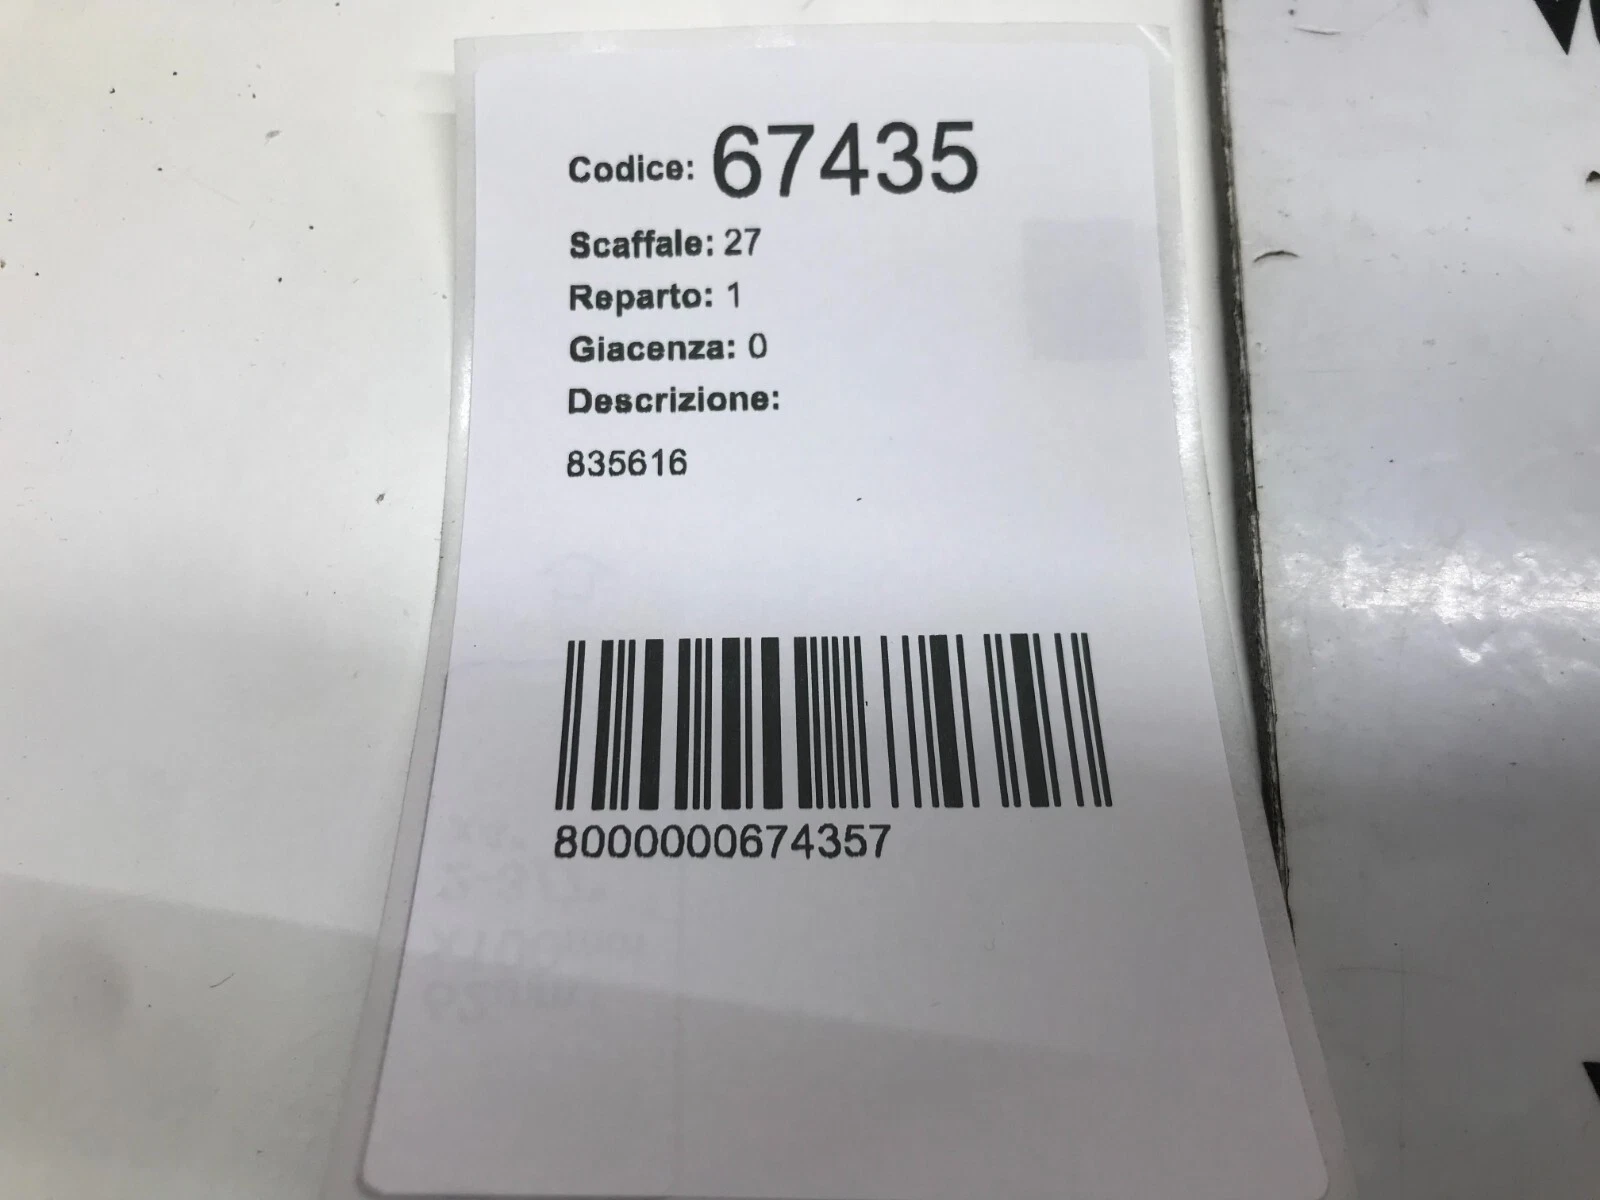 Codice: 67435
Scaffale: 27
Reparto: 1
Giacenza: 0
Descrizione:
835616
8000000674357